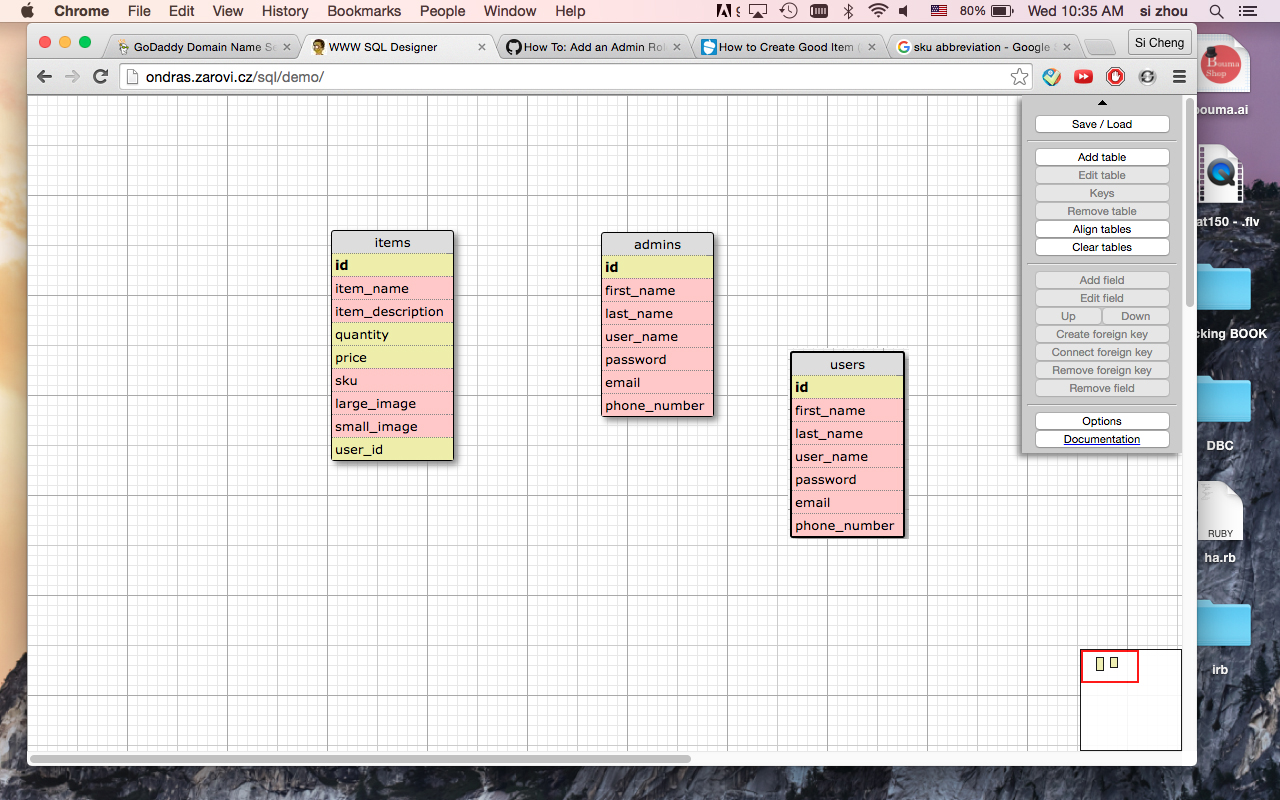 Chrome File Edit View History Bookmarks People Window Help 80% Wed 10:35 AM si zhou
GoDaddy Domain Name Se
WWW SQL Designer
How To: Add an Admin Rol
How to Create Good Item
sku abbreviation - Google S
Si Cheng
ondras.zarovi.cz/sql/demo/
Save / Load
Add table
Edit table
Keys
Remove table
Align tables
Clear tables
Add field
Edit field
Up Down
Create foreign key
Connect foreign key
Remove foreign key
Remove field
Options
Documentation
items
id
item_name
item_description
quantity
price
sku
large_image
small_image
user_id
admins
id
first_name
last_name
user_name
password
email
phone_number
users
id
first_name
last_name
user_name
password
email
phone_number
Bouma
Shop
ouma.ai
at150 - .flv
cking BOOK
DBC
RUBY
ha.rb
irb